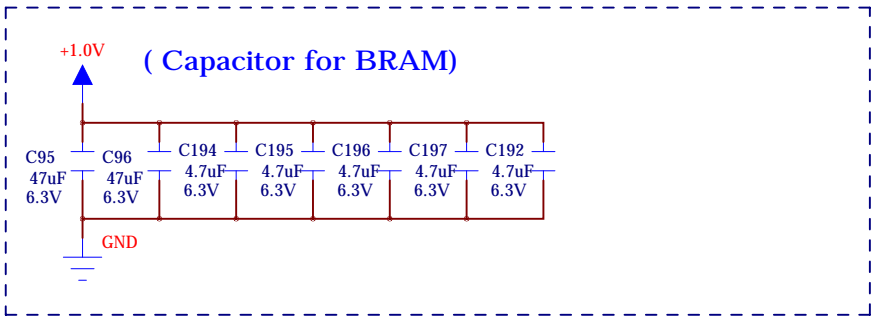 +1.0V
( Capacitor for BRAM)
C95
47uF
6.3V
C96
47uF
6.3V
C194
4.7uF
6.3V
C195
4.7uF
6.3V
C196
4.7uF
6.3V
C197
4.7uF
6.3V
C192
4.7uF
6.3V
GND